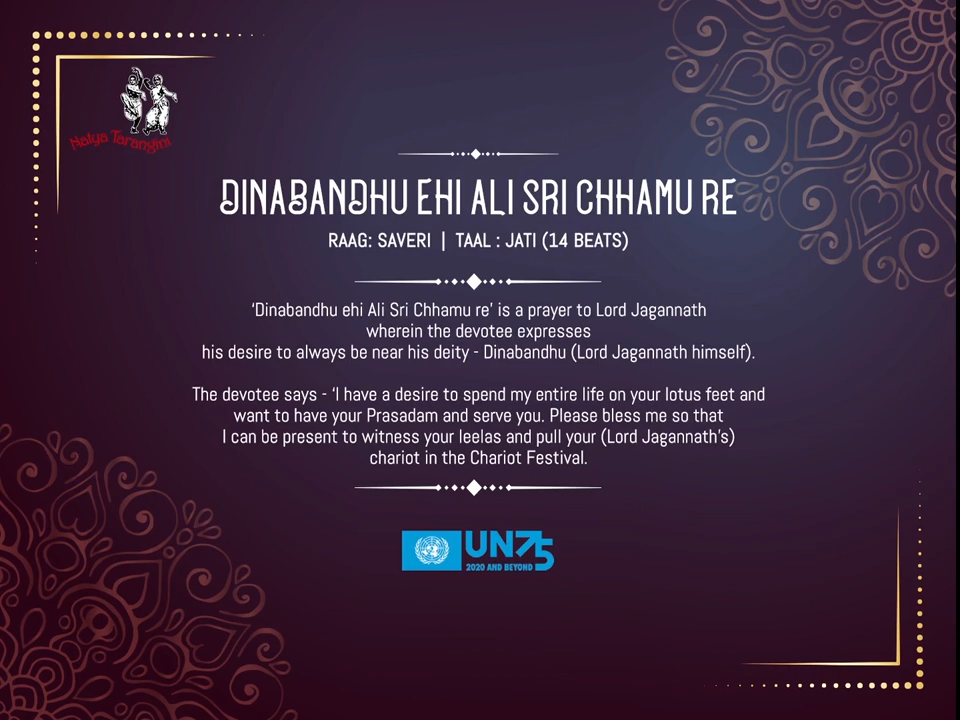 Natya Tarangini
DINABANDHU EHI ALI SRI CHHAMU RE
RAAG: SAVERI | TAAL : JATI (14 BEATS)
‘Dinabandhu ehi Ali Sri Chhamu re’ is a prayer to Lord Jagannath
wherein the devotee expresses
his desire to always be near his deity - Dinabandhu (Lord Jagannath himself).
The devotee says - ‘I have a desire to spend my entire life on your lotus feet and
want to have your Prasadam and serve you. Please bless me so that
I can be present to witness your leelas and pull your (Lord Jagannath’s)
chariot in the Chariot Festival.
UN75
2020 AND BEYOND